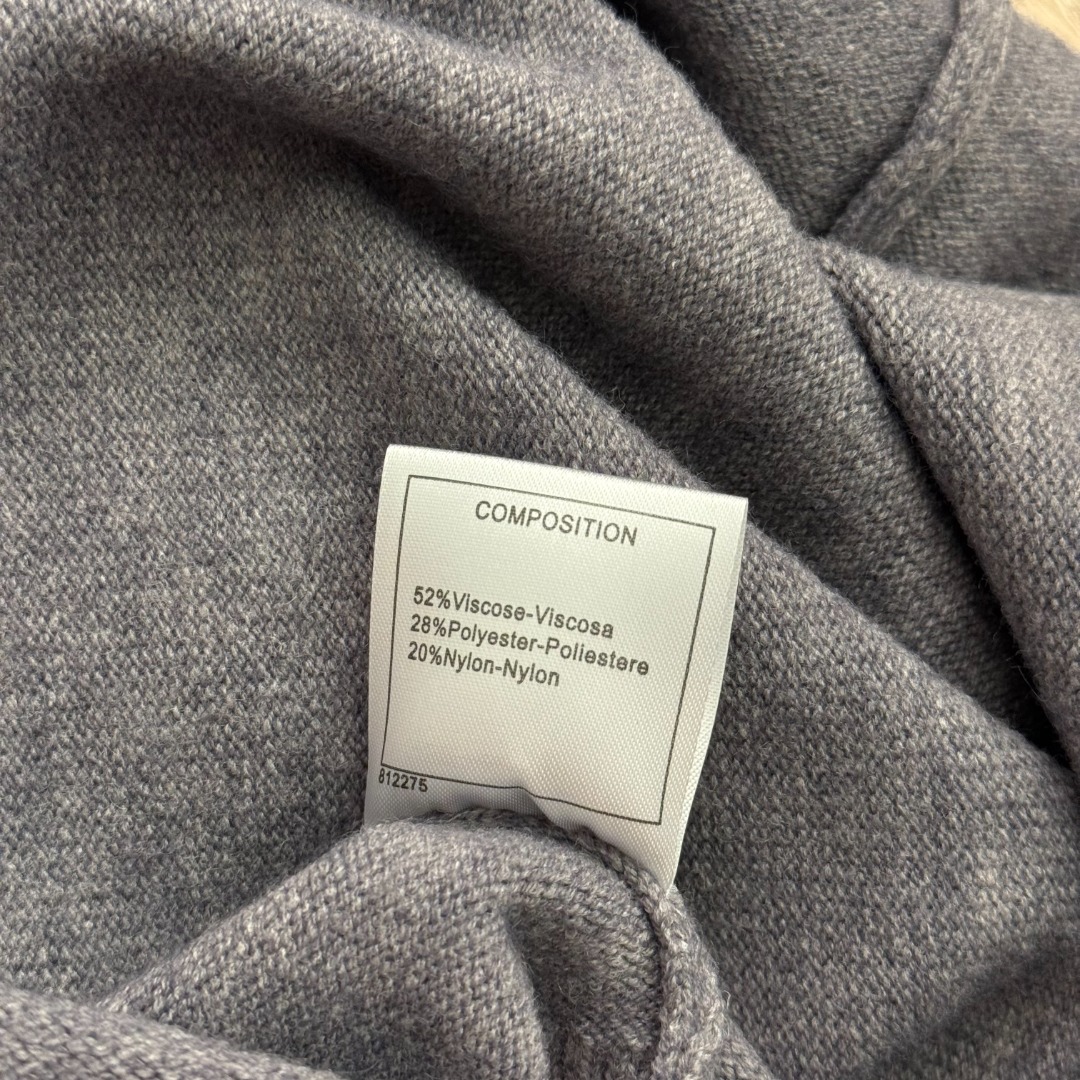 COMPOSITION
52%Viscose-Viscosa
28%Polyester-Poliestere
20%Nylon-Nylon
812275